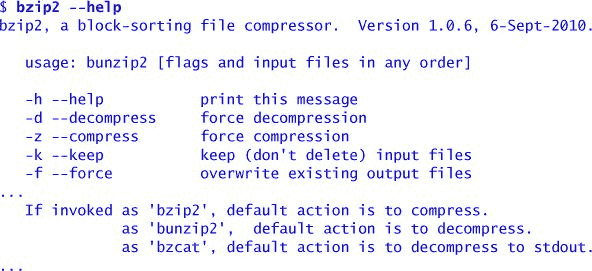 $ bzip2 --help
bzip2, a block-sorting file compressor.  Version 1.0.6, 6-Sept-2010.

   usage: bunzip2 [flags and input files in any order]

   -h --help           print this message
   -d --decompress     force decompression
   -z --compress       force compression
   -k --keep           keep (don't delete) input files
   -f --force          overwrite existing output files
...
   If invoked as 'bzip2', default action is to compress.
              as 'bunzip2',  default action is to decompress.
              as 'bzcat', default action is to decompress to stdout.
...